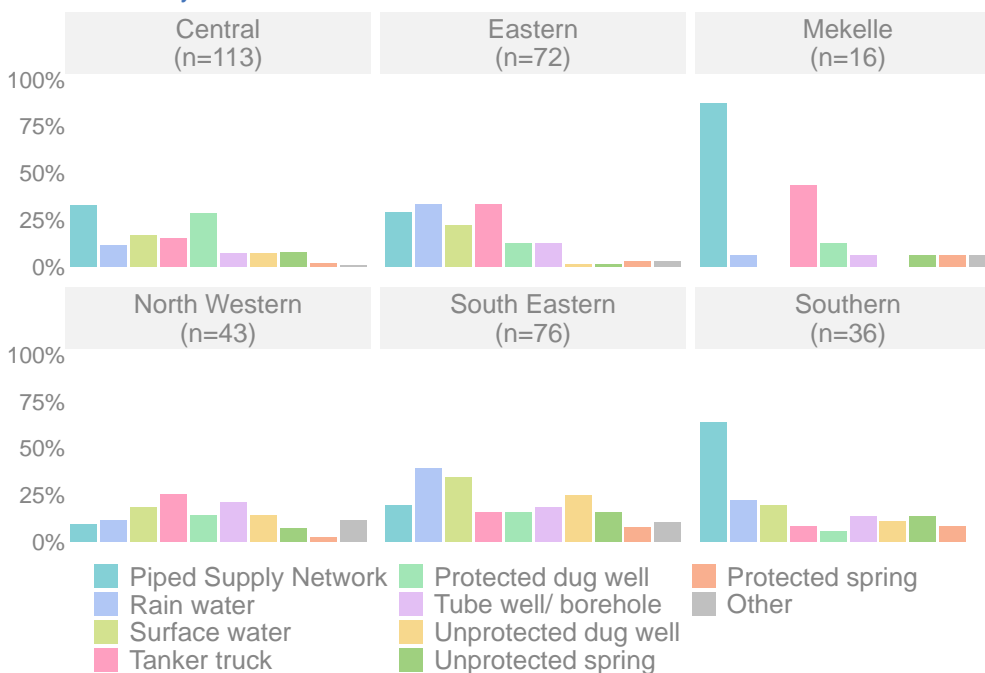 Central
(n=113)
Eastern
(n=72)
Mekelle
(n=16)
100%
75%
50%
25%
0%
North Western
(n=43)
South Eastern
(n=76)
Southern
(n=36)
100%
75%
50%
25%
0%
Piped Supply Network
Rain water
Surface water
Tanker truck
Protected dug well
Tube well/ borehole
Unprotected dug well
Unprotected spring
Protected spring
Other